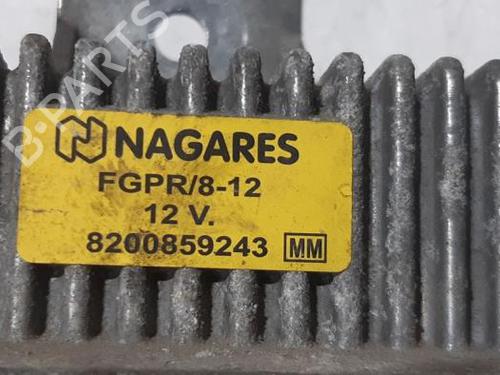 B-PARTS
NAGARES
FGPR/8-12
12 V.
8200859243 MM